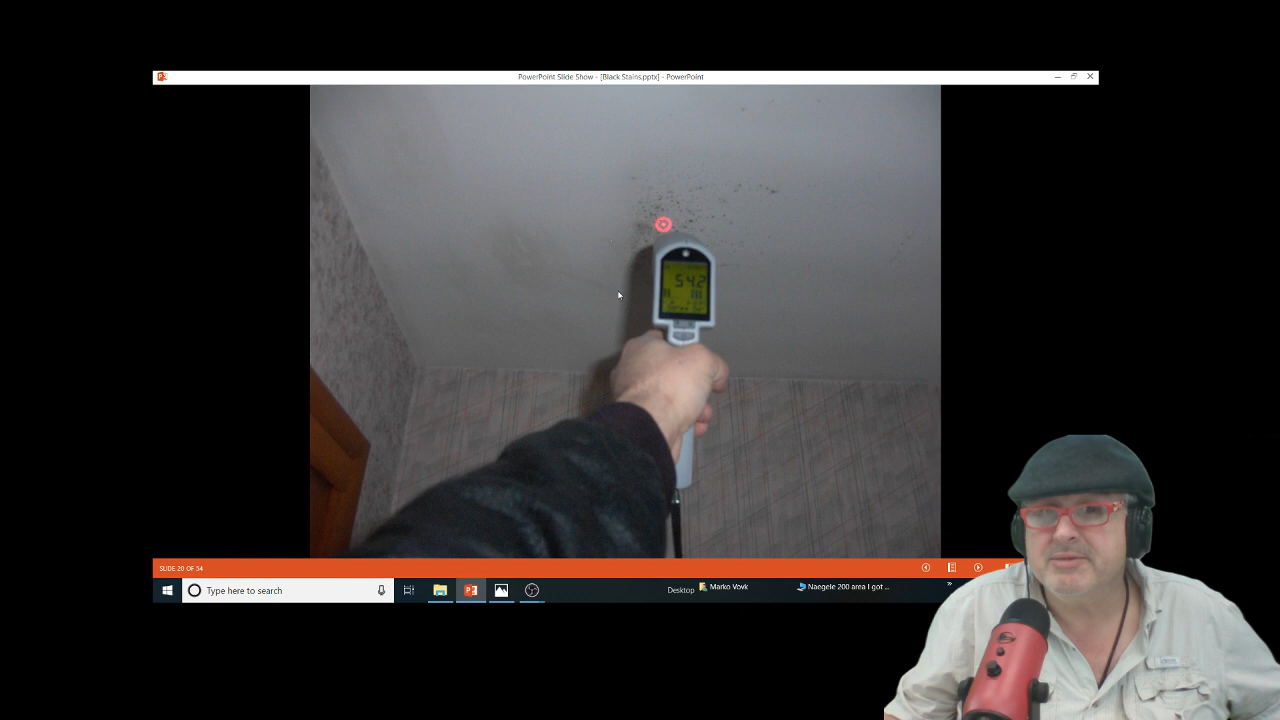 PowerPoint Slide Show - [Black Stains.pptx] - PowerPoint
54.2
SLIDE 20 OF 54
Type here to search
Desktop
Marko Vovk
Naegele 200 area I got ...